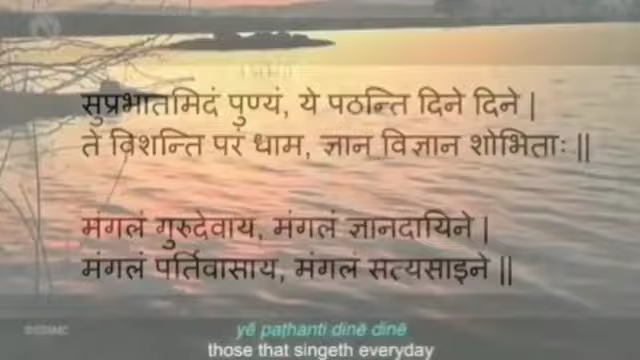 सुप्रभातमिदं पुण्यं, ये पठन्ति दिने दिने |
ते विशन्ति परं धाम, ज्ञान विज्ञान शोभिताः ||
मंगलं गुरुदेवाय, मंगलं ज्ञानदायिने |
मंगलं पर्तिवासाय, मंगलं सत्यसाइने ||
yē paṭhanti dinē dinē
those that singeth everyday